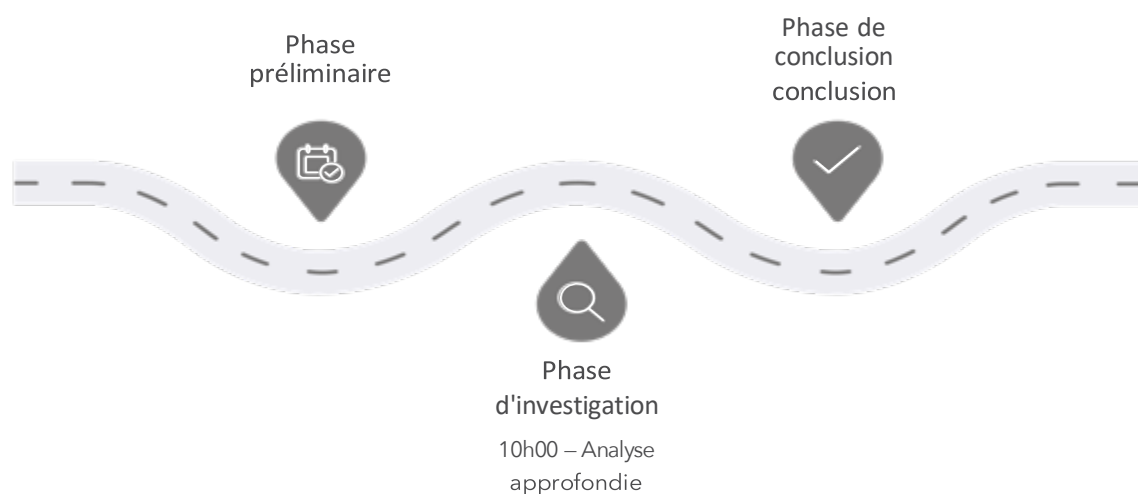 Phase
préliminaire
Phase de
conclusion
conclusion
Phase
d'investigation
10h00 – Analyse
approfondie